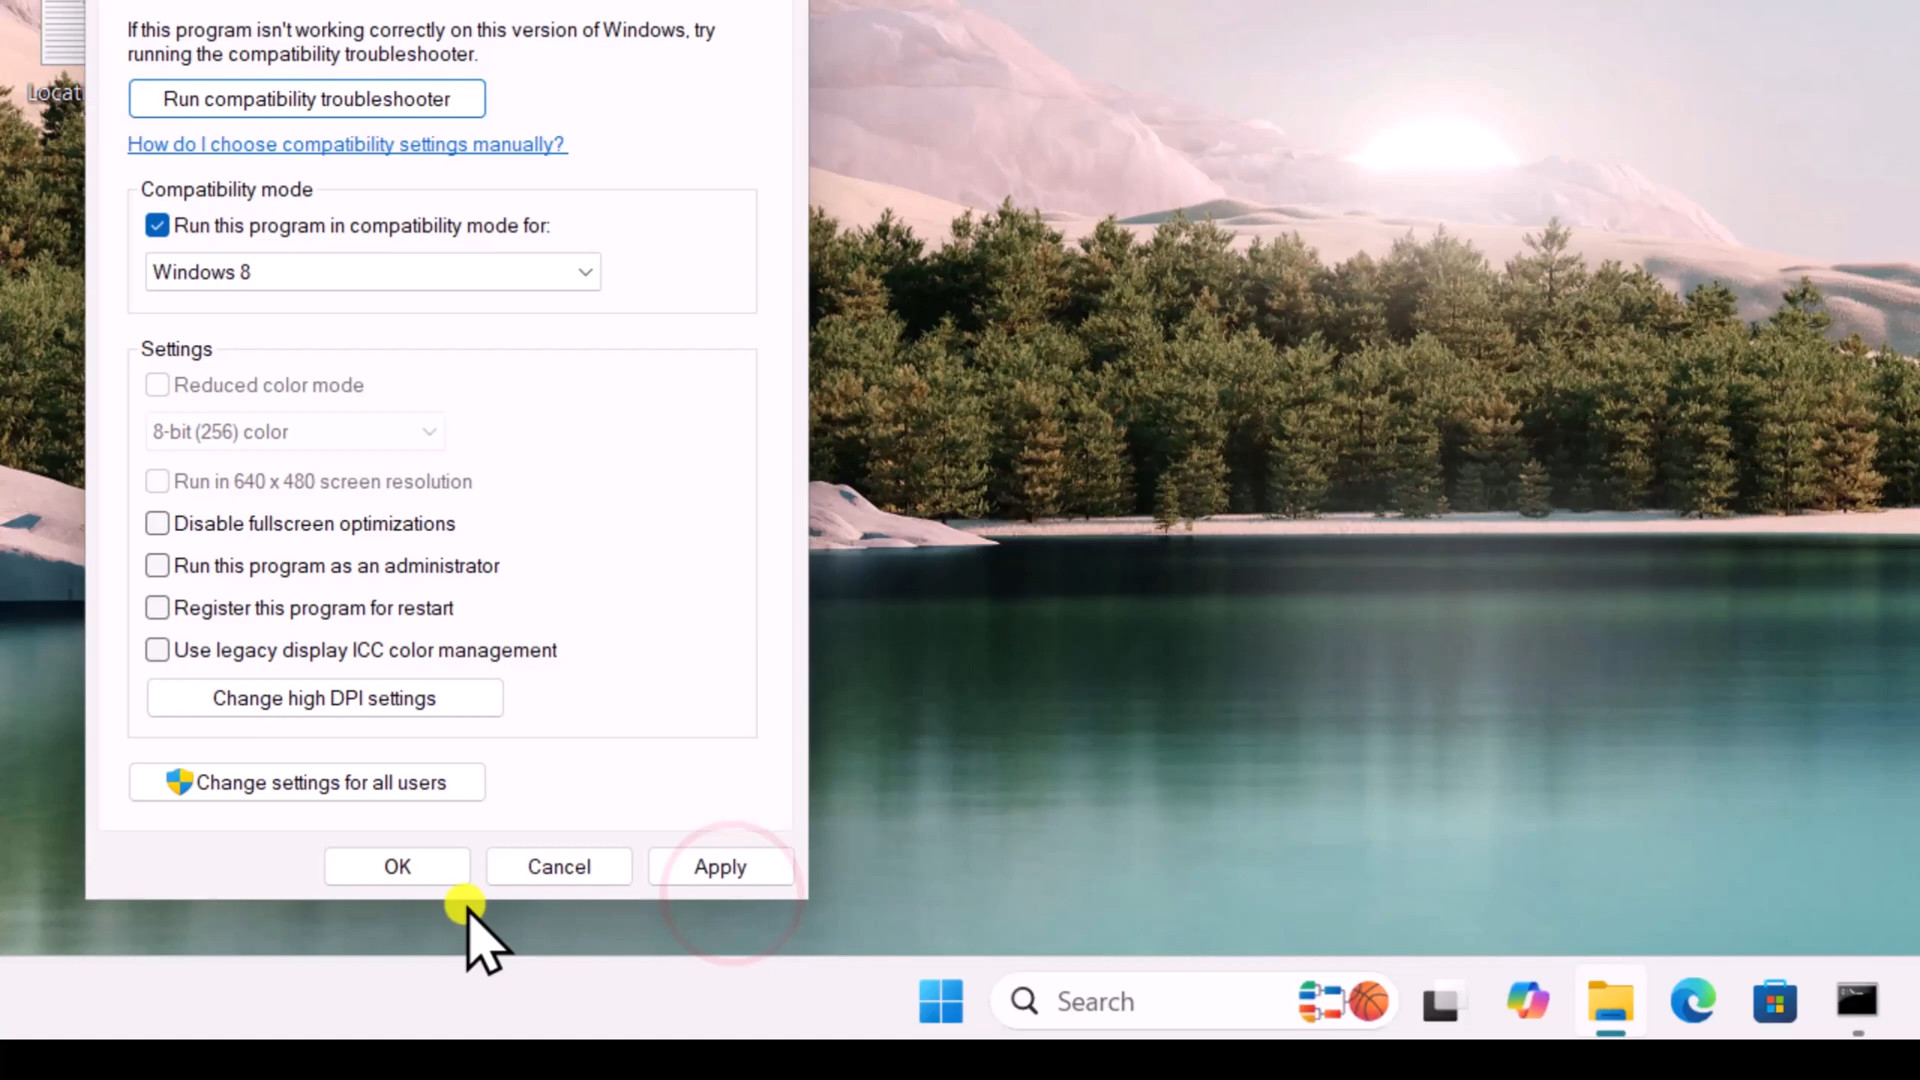 If this program isn't working correctly on this version of Windows, try
running the compatibility troubleshooter.
Locat
Run compatibility troubleshooter
How do I choose compatibility settings manually?
Compatibility mode
Run this program in compatibility mode for:
Windows 8
Settings
Reduced color mode
8-bit (256) color
Run in 640 x 480 screen resolution
Disable fullscreen optimizations
Run this program as an administrator
Register this program for restart
Use legacy display ICC color management
Change high DPI settings
Change settings for all users
OK
Cancel
Apply
Search